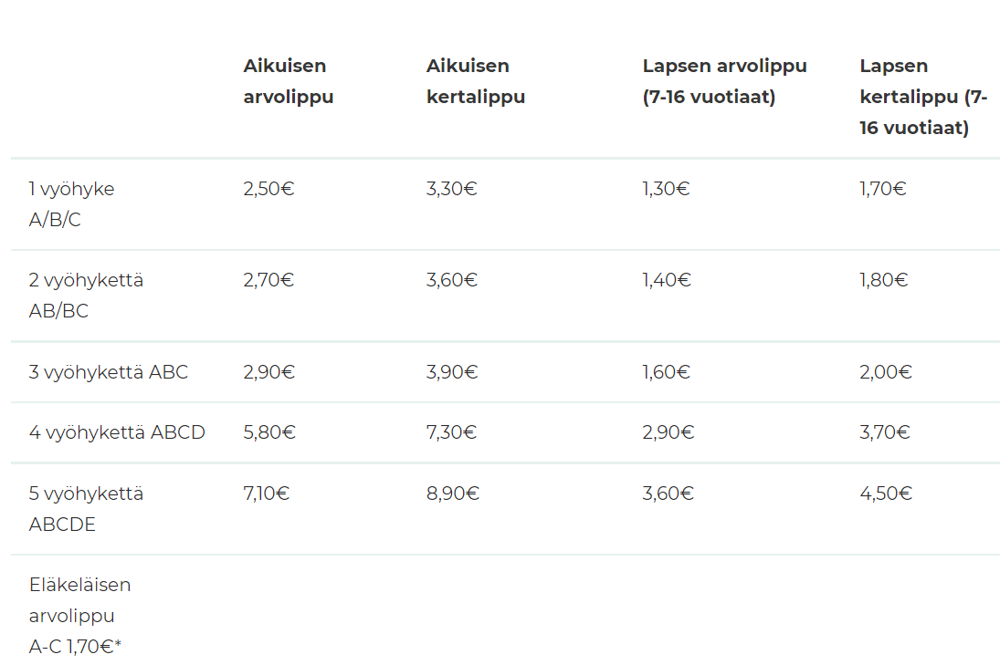 Aikuisen arvolippu Aikuisen kertalippu Lapsen arvolippu (7-16 vuotiaat) Lapsen kertalippu (7-16 vuotiaat)
1 vyöhyke A/B/C 2,50€ 3,30€ 1,30€ 1,70€
2 vyöhykettä AB/BC 2,70€ 3,60€ 1,40€ 1,80€
3 vyöhykettä ABC 2,90€ 3,90€ 1,60€ 2,00€
4 vyöhykettä ABCD 5,80€ 7,30€ 2,90€ 3,70€
5 vyöhykettä ABCDE 7,10€ 8,90€ 3,60€ 4,50€
Eläkeläisen
arvolippu
A-C 1,70€*